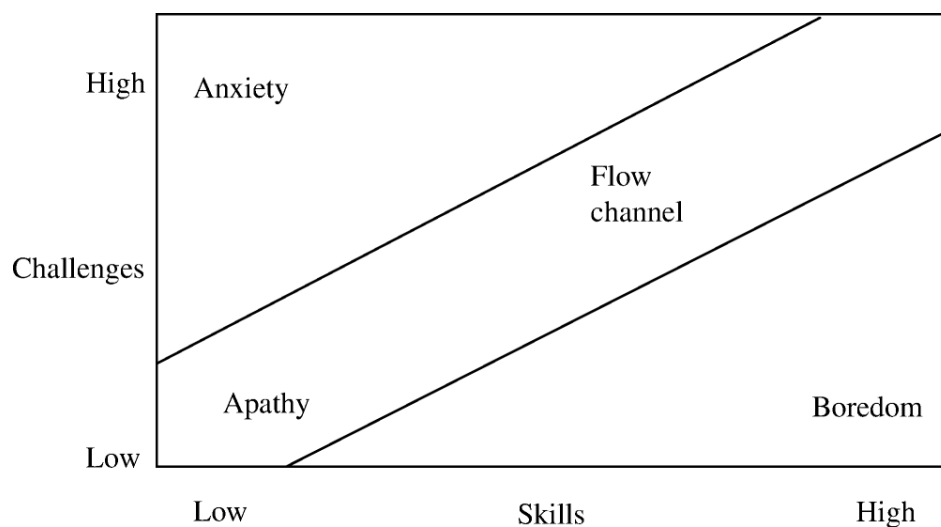 High
Anxiety
Flow
channel
Challenges
Apathy
Boredom
Low
Low
Skills
High